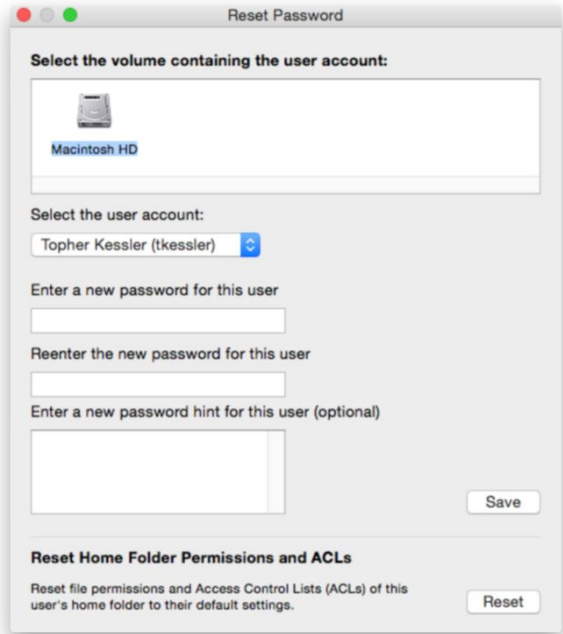 Reset Password
Select the volume containing the user account:
Macintosh HD
Select the user account:
Topher Kessler (tkessler)
Enter a new password for this user
Reenter the new password for this user
Enter a new password hint for this user (optional)
Save
Reset Home Folder Permissions and ACLs
Reset file permissions and Access Control Lists (ACLs) of this
user's home folder to their default settings.
Reset